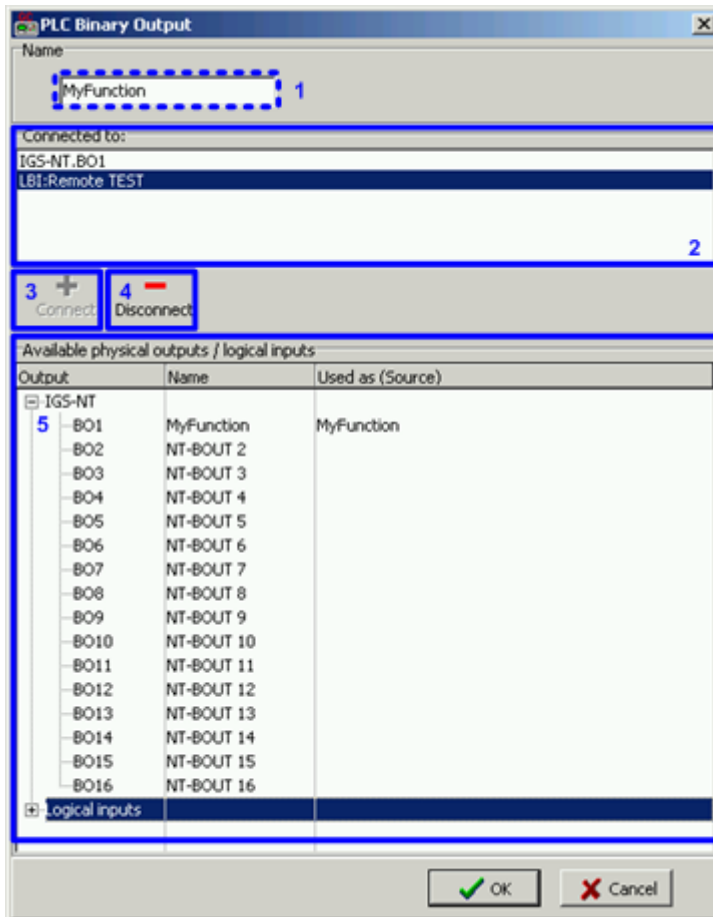 PLC Binary Output
Name
MyFunction 1
Connected to:
IGS-NT.BO1
LBI:Remote TEST
2
3 Connect
4 Disconnect
Available physical outputs / logical inputs
Output Name Used as (Source)
IGS-NT
5 BO1 MyFunction MyFunction
BO2 NT-BOUT 2
BO3 NT-BOUT 3
BO4 NT-BOUT 4
BO5 NT-BOUT 5
BO6 NT-BOUT 6
BO7 NT-BOUT 7
BO8 NT-BOUT 8
BO9 NT-BOUT 9
BO10 NT-BOUT 10
BO11 NT-BOUT 11
BO12 NT-BOUT 12
BO13 NT-BOUT 13
BO14 NT-BOUT 14
BO15 NT-BOUT 15
BO16 NT-BOUT 16
Logical inputs
OK Cancel